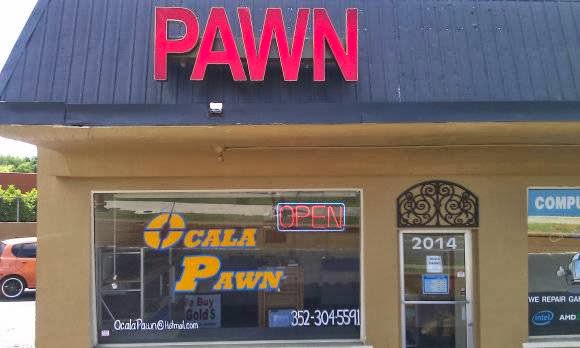 PAWN
OPEN
OCALA
PAWN
We Buy
Gold's
OcalaPawn@Hotmail.com
352-304-5591
2014
COMPU
WE REPAIR GA
intel AMD